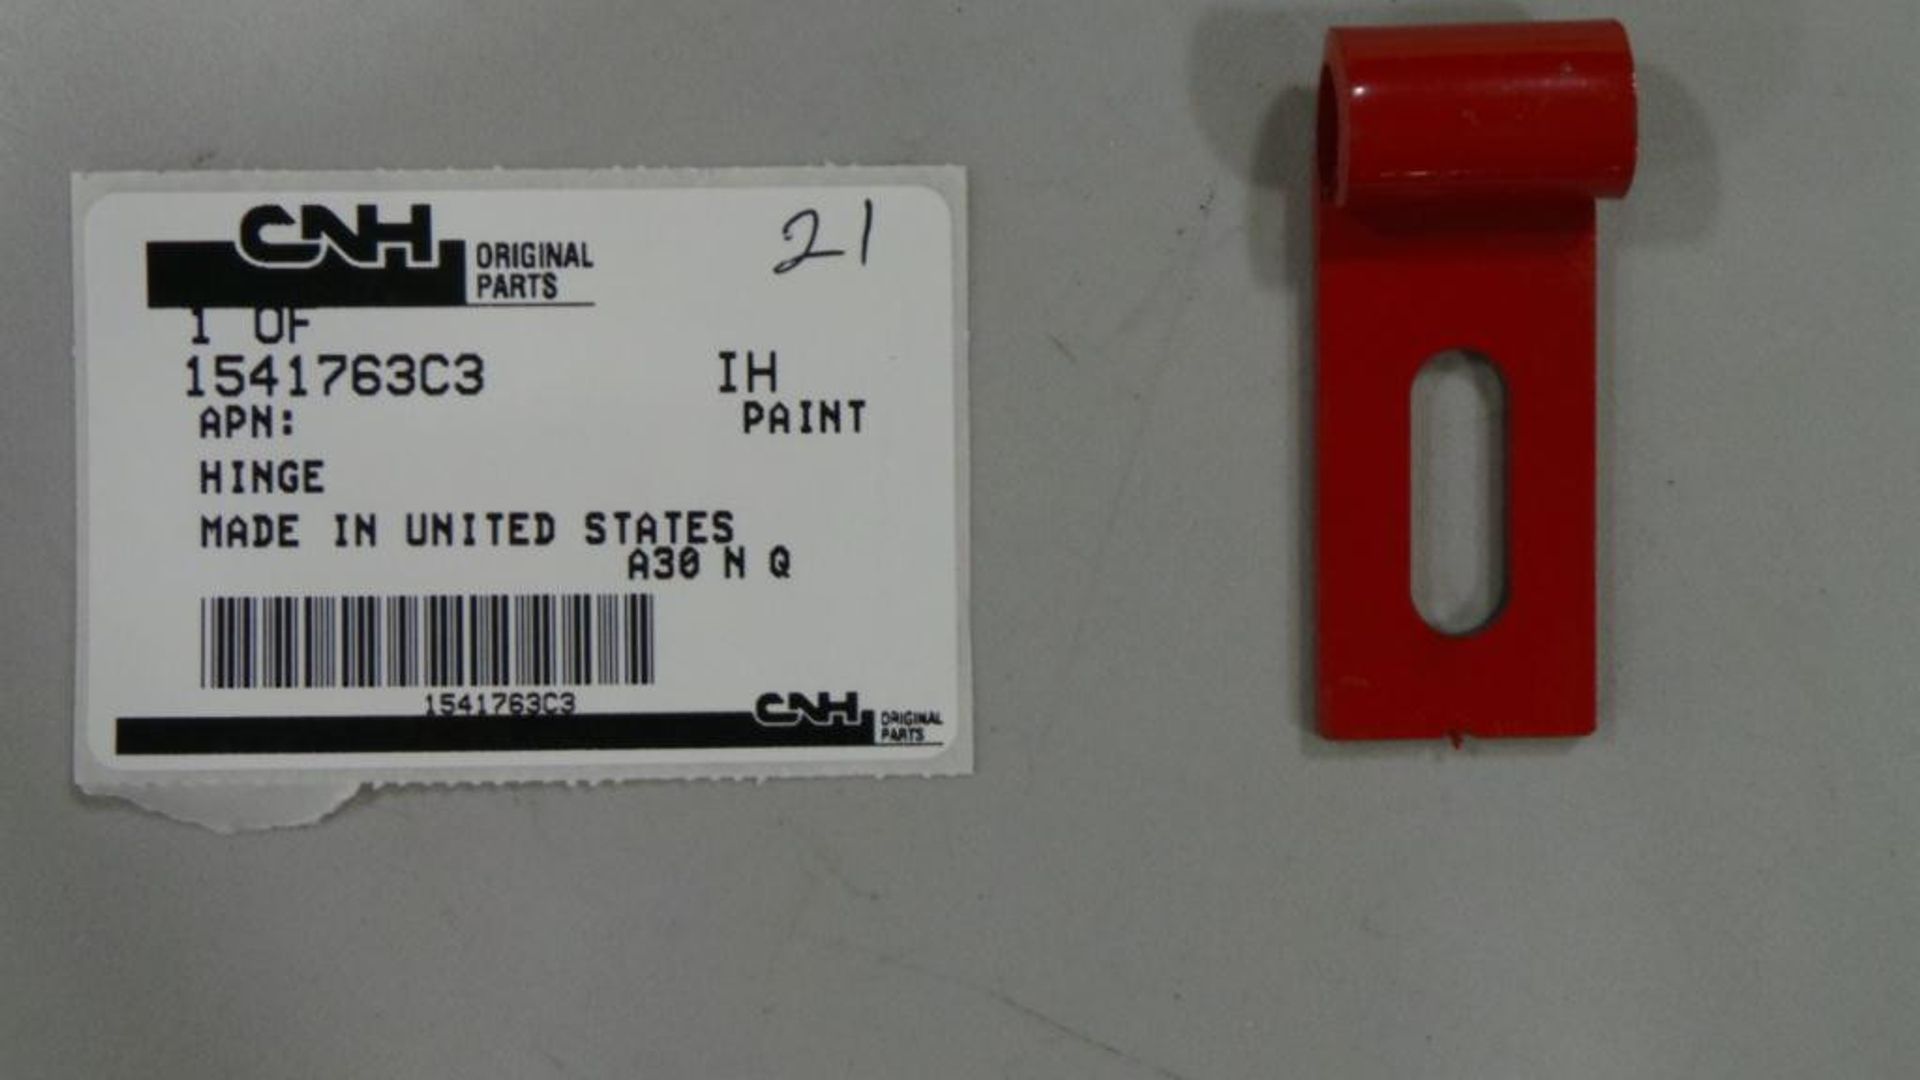 CNH ORIGINAL PARTS 21
1 OF
1541763C3 IH
APN: PAINT
HINGE
MADE IN UNITED STATES
A30 N Q
1541763C3
CNH ORIGINAL PARTS